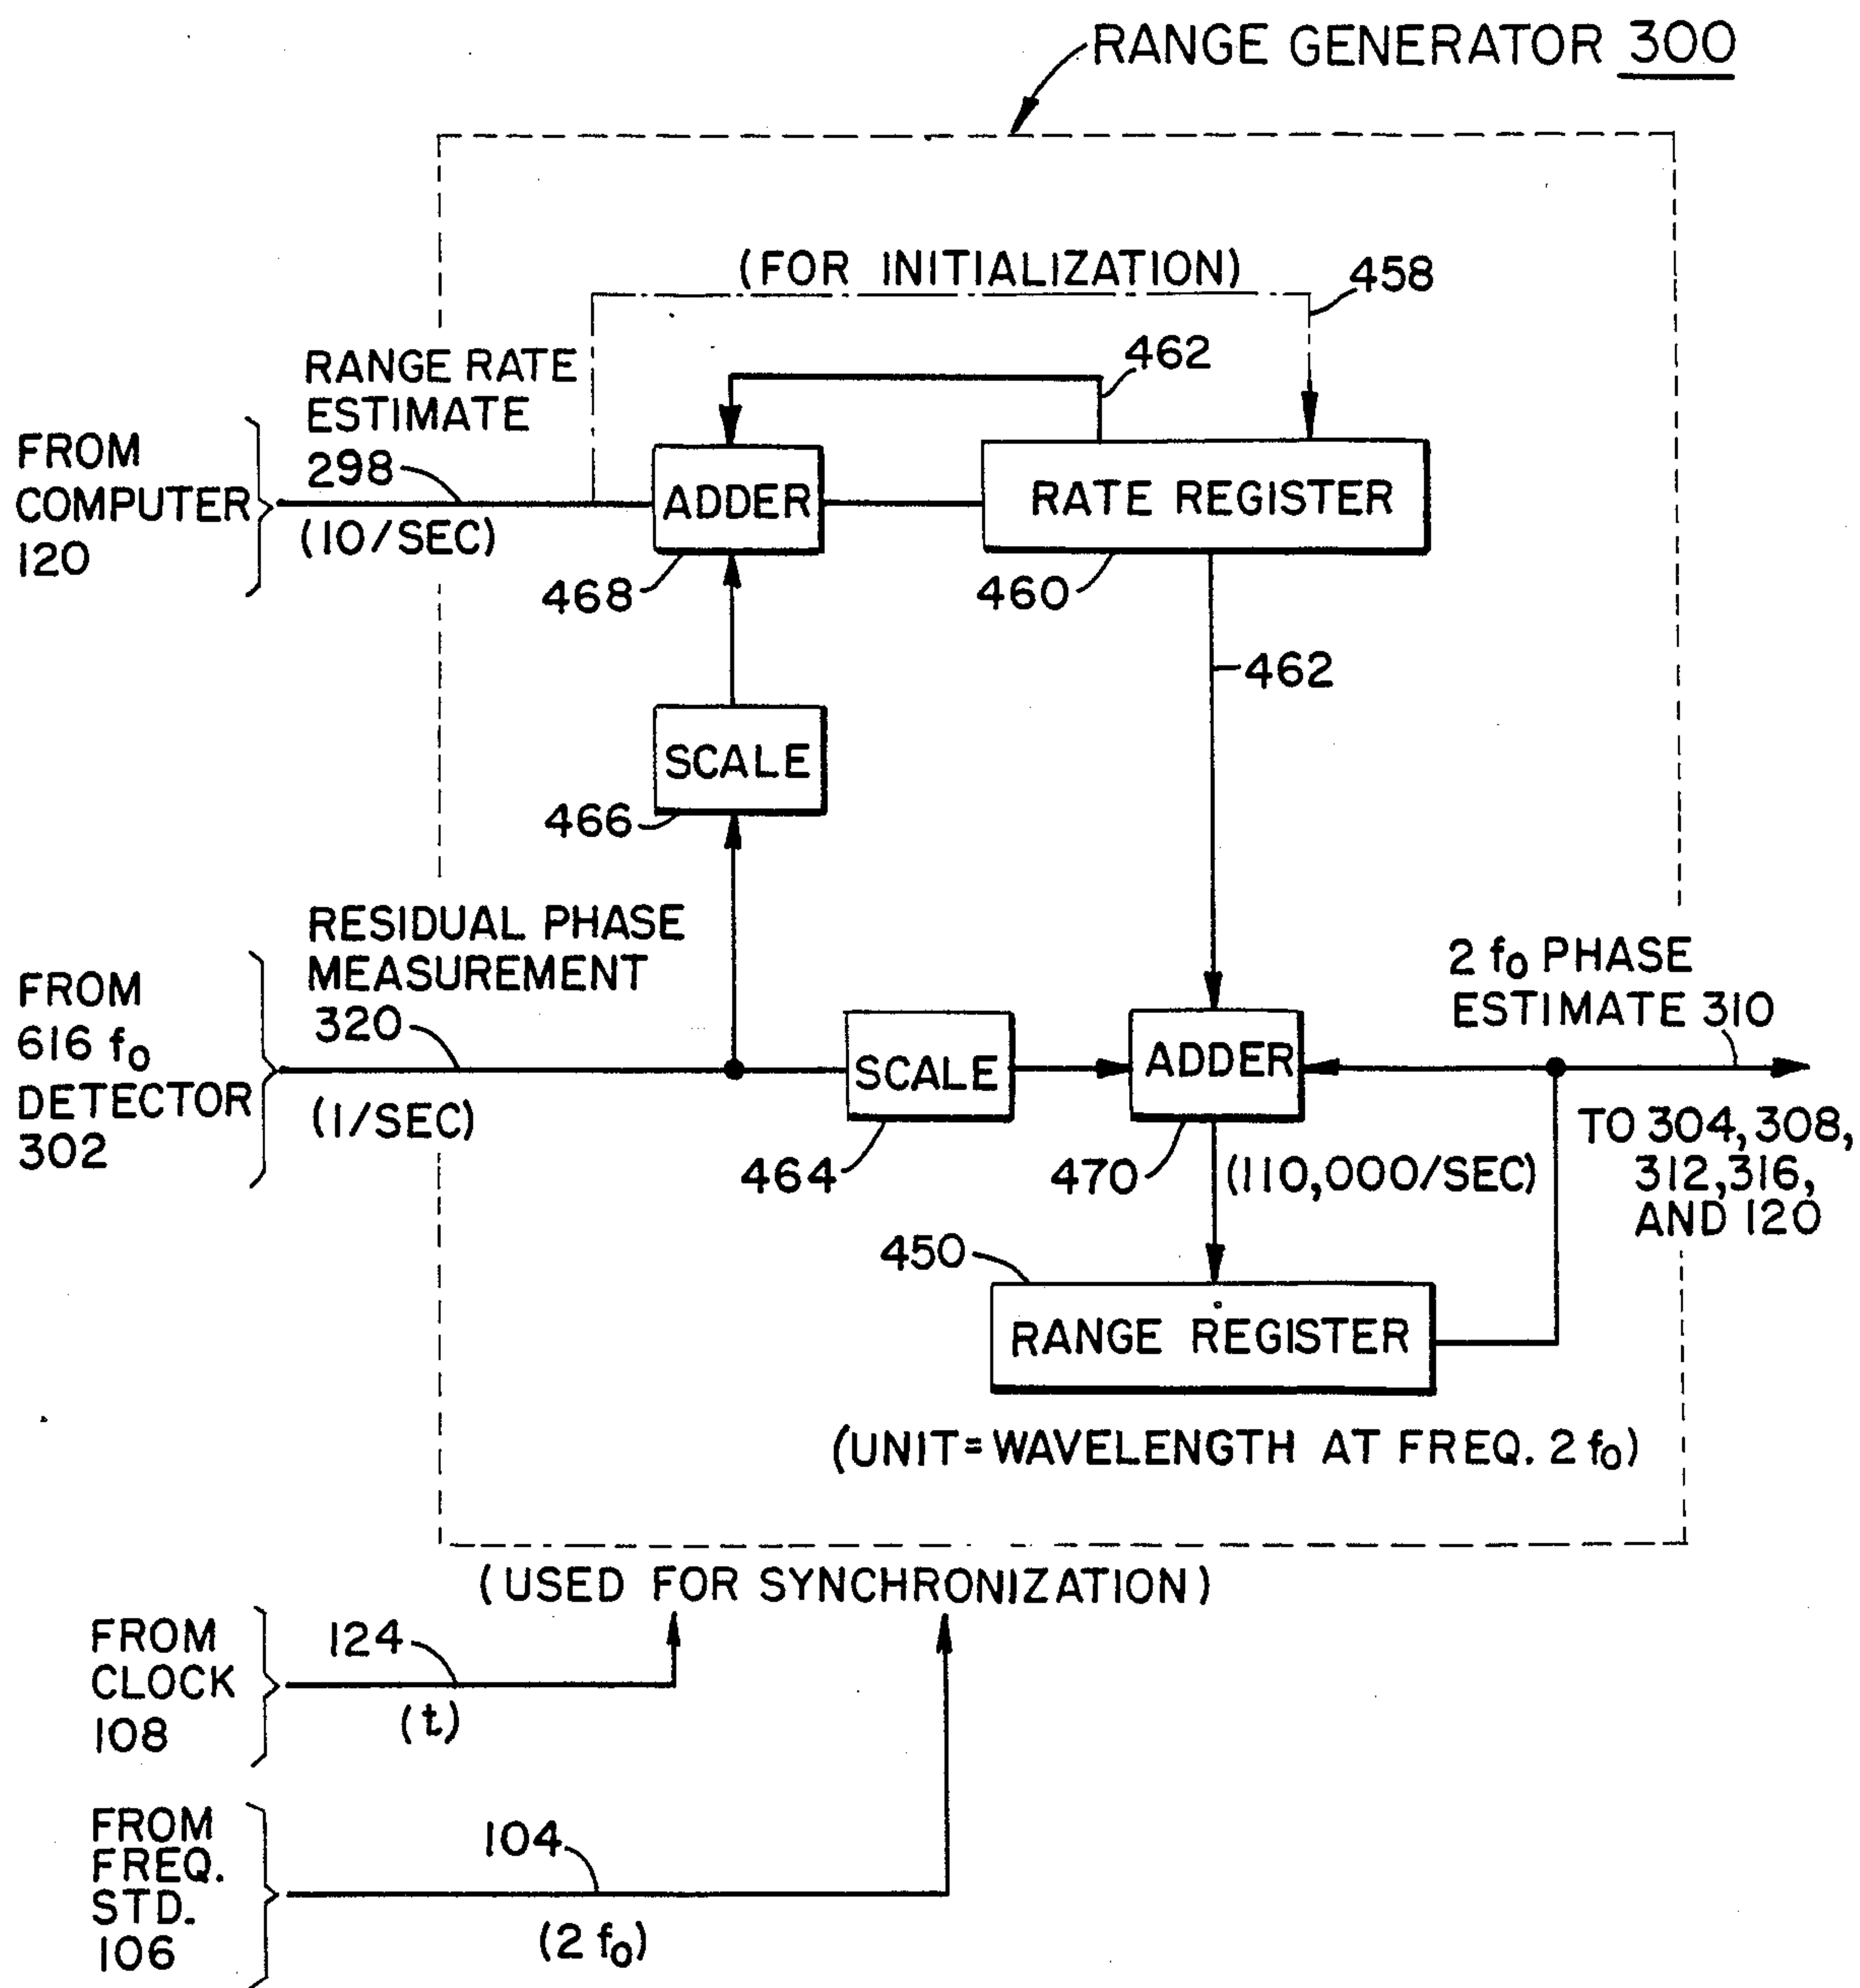 RANGE GENERATOR 300
(FOR INITIALIZATION)
458
462
RANGE RATE
ESTIMATE
298
(10/SEC)
FROM
COMPUTER
120
ADDER
468
RATE REGISTER
460
462
SCALE
466
RESIDUAL PHASE
MEASUREMENT
320
(1/SEC)
FROM
616 f₀
DETECTOR
302
SCALE
464
ADDER
470
(110,000/SEC)
2 f₀ PHASE
ESTIMATE 310
TO 304, 308,
312, 316,
AND 120
450
RANGE REGISTER
(UNIT=WAVELENGTH AT FREQ. 2 f₀)
(USED FOR SYNCHRONIZATION)
FROM
CLOCK
108
124
(t)
FROM
FREQ.
STD.
106
104
(2 f₀)